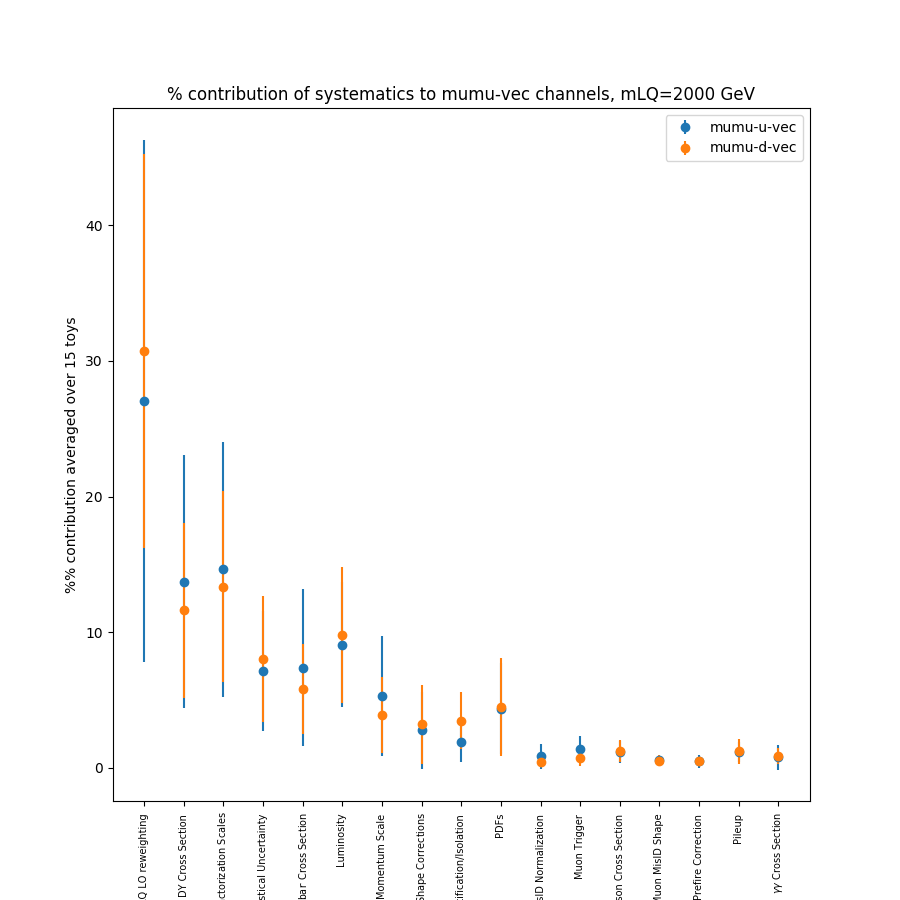 % contribution of systematics to mumu-vec channels, mLQ=2000 GeV
mumu-u-vec
mumu-d-vec
%% contribution averaged over 15 toys
40
30
20
10
0
Q LO reweighting
DY Cross Section
ctorization Scales
stical Uncertainty
bar Cross Section
Luminosity
Momentum Scale
Shape Corrections
tification/Isolation
PDFs
sID Normalization
Muon Trigger
son Cross Section
Muon MisID Shape
Prefire Correction
Pileup
γγ Cross Section